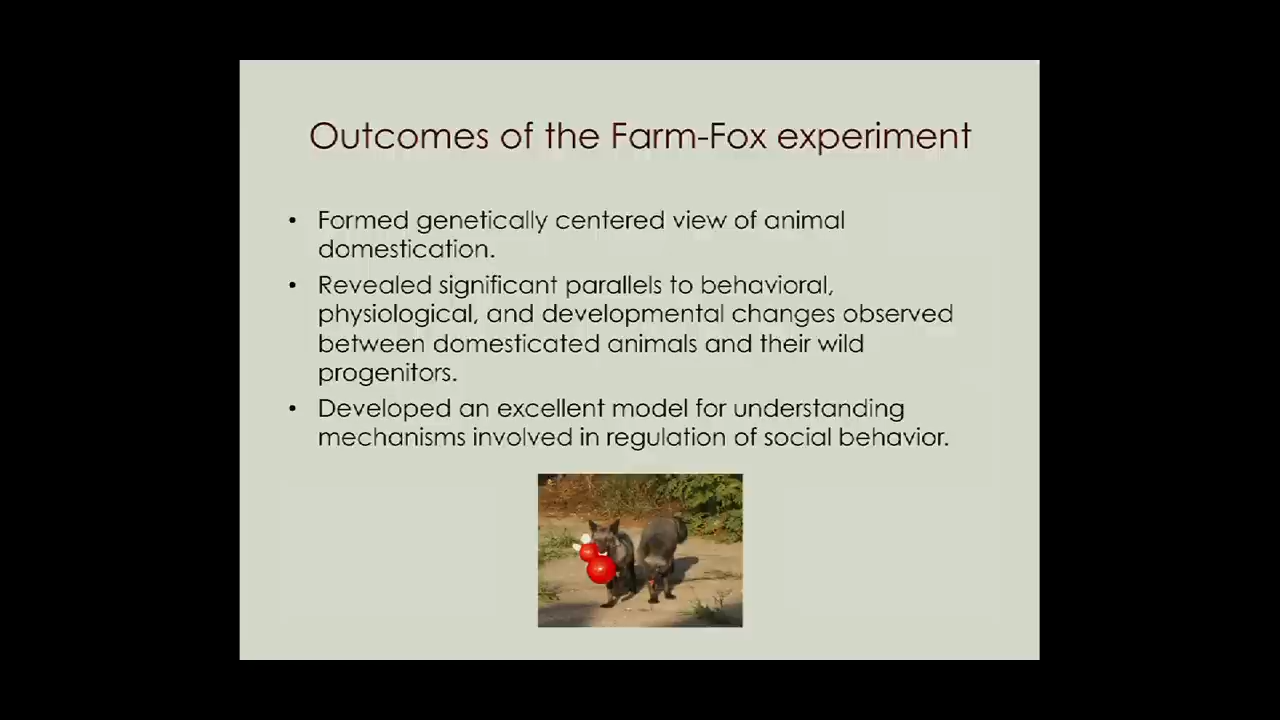 Outcomes of the Farm-Fox experiment
• Formed genetically centered view of animal
domestication.
• Revealed significant parallels to behavioral,
physiological, and developmental changes observed
between domesticated animals and their wild
progenitors.
• Developed an excellent model for understanding
mechanisms involved in regulation of social behavior.